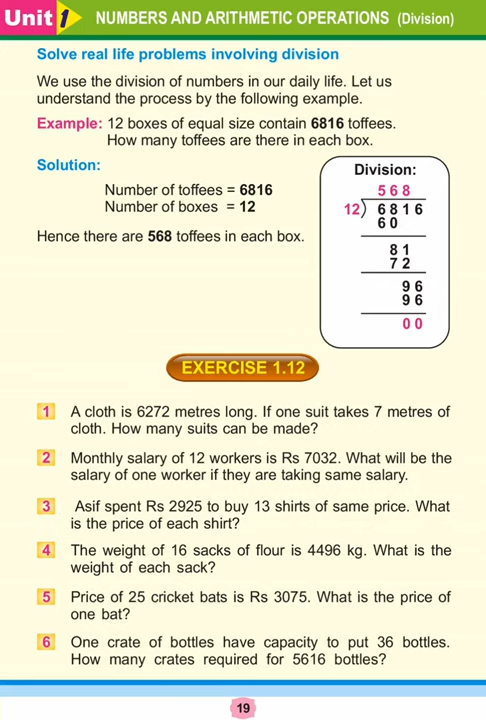 Unit 1 NUMBERS AND ARITHMETIC OPERATIONS (Division)
Solve real life problems involving division
We use the division of numbers in our daily life. Let us
understand the process by the following example.
Example: 12 boxes of equal size contain 6816 toffees.
How many toffees are there in each box.
Solution:
Number of toffees = 6816
Number of boxes = 12
Hence there are 568 toffees in each box.
Division:
568
12) 6816
60
81
72
96
96
00
EXERCISE 1.12
1 A cloth is 6272 metres long. If one suit takes 7 metres of
cloth. How many suits can be made?
2 Monthly salary of 12 workers is Rs 7032. What will be the
salary of one worker if they are taking same salary.
3 Asif spent Rs 2925 to buy 13 shirts of same price. What
is the price of each shirt?
4 The weight of 16 sacks of flour is 4496 kg. What is the
weight of each sack?
5 Price of 25 cricket bats is Rs 3075. What is the price of
one bat?
6 One crate of bottles have capacity to put 36 bottles.
How many crates required for 5616 bottles?
19